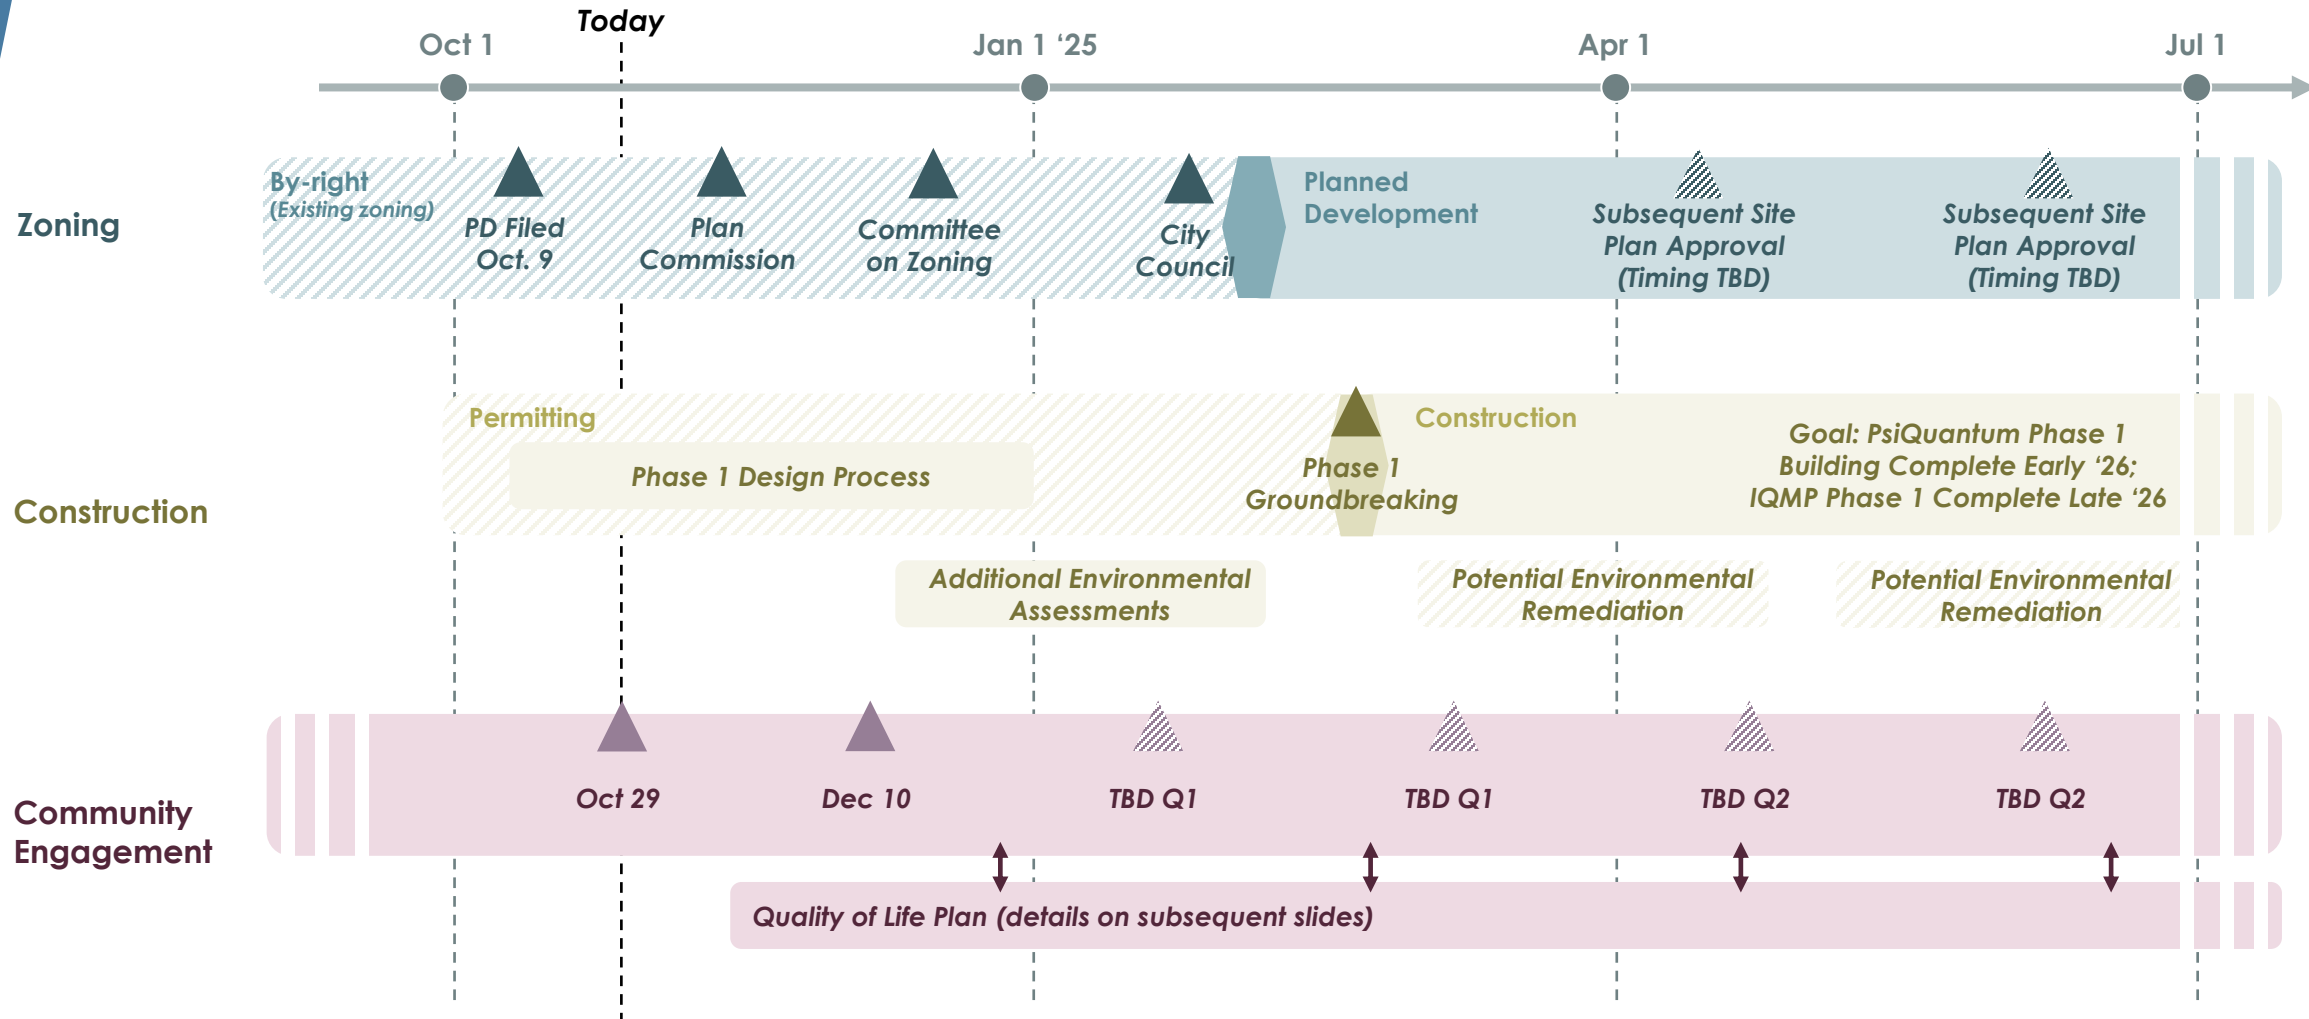 Today
Oct 1
Jan 1 ‘25
Apr 1
Jul 1
Zoning
By-right
(Existing zoning)
PD Filed
Oct. 9
Plan
Commission
Committee
on Zoning
City
Council
Planned
Development
Subsequent Site
Plan Approval
(Timing TBD)
Subsequent Site
Plan Approval
(Timing TBD)
Construction
Permitting
Phase 1 Design Process
Phase 1
Groundbreaking
Construction
Goal: PsiQuantum Phase 1
Building Complete Early ‘26;
IQMP Phase 1 Complete Late ‘26
Additional Environmental
Assessments
Potential Environmental
Remediation
Potential Environmental
Remediation
Community
Engagement
Oct 29
Dec 10
TBD Q1
TBD Q1
TBD Q2
TBD Q2
Quality of Life Plan (details on subsequent slides)